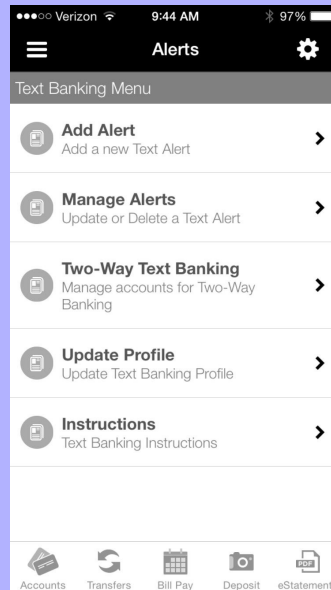 Verizon 9:44 AM 97%
Alerts
Text Banking Menu
Add Alert
Add a new Text Alert
Manage Alerts
Update or Delete a Text Alert
Two-Way Text Banking
Manage accounts for Two-Way
Banking
Update Profile
Update Text Banking Profile
Instructions
Text Banking Instructions
PDF
Accounts Transfers Bill Pay Deposit eStatement